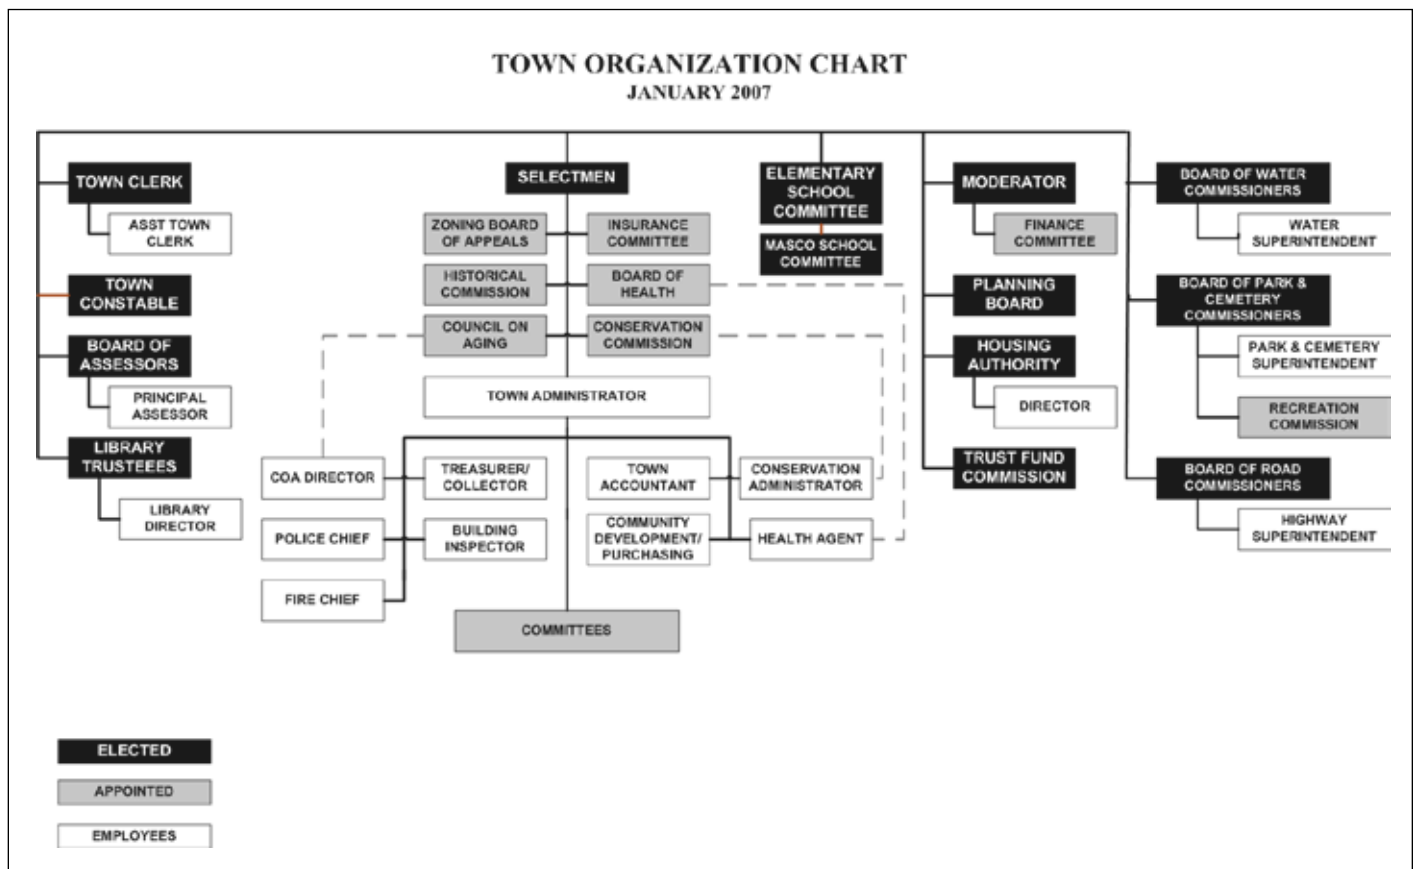 TOWN ORGANIZATION CHART
JANUARY 2007
TOWN CLERK
ASST TOWN
CLERK
TOWN
CONSTABLE
BOARD OF
ASSESSORS
PRINCIPAL
ASSESSOR
LIBRARY
TRUSTEEES
LIBRARY
DIRECTOR
SELECTMEN
ZONING BOARD
OF APPEALS
INSURANCE
COMMITTEE
HISTORICAL
COMMISSION
BOARD OF
HEALTH
COUNCIL ON
AGING
CONSERVATION
COMMISSION
TOWN ADMINISTRATOR
COA DIRECTOR
TREASURER/
COLLECTOR
TOWN
ACCOUNTANT
CONSERVATION
ADMINISTRATOR
POLICE CHIEF
BUILDING
INSPECTOR
COMMUNITY
DEVELOPMENT/
PURCHASING
HEALTH AGENT
FIRE CHIEF
COMMITTEES
ELEMENTARY
SCHOOL
COMMITTEE
MASCO SCHOOL
COMMITTEE
MODERATOR
FINANCE
COMMITTEE
PLANNING
BOARD
HOUSING
AUTHORITY
DIRECTOR
TRUST FUND
COMMISSION
BOARD OF WATER
COMMISSIONERS
WATER
SUPERINTENDENT
BOARD OF PARK &
CEMETERY
COMMISSIONERS
PARK & CEMETERY
SUPERINTENDENT
RECREATION
COMMISSION
BOARD OF ROAD
COMMISSIONERS
HIGHWAY
SUPERINTENDENT
ELECTED
APPOINTED
EMPLOYEES